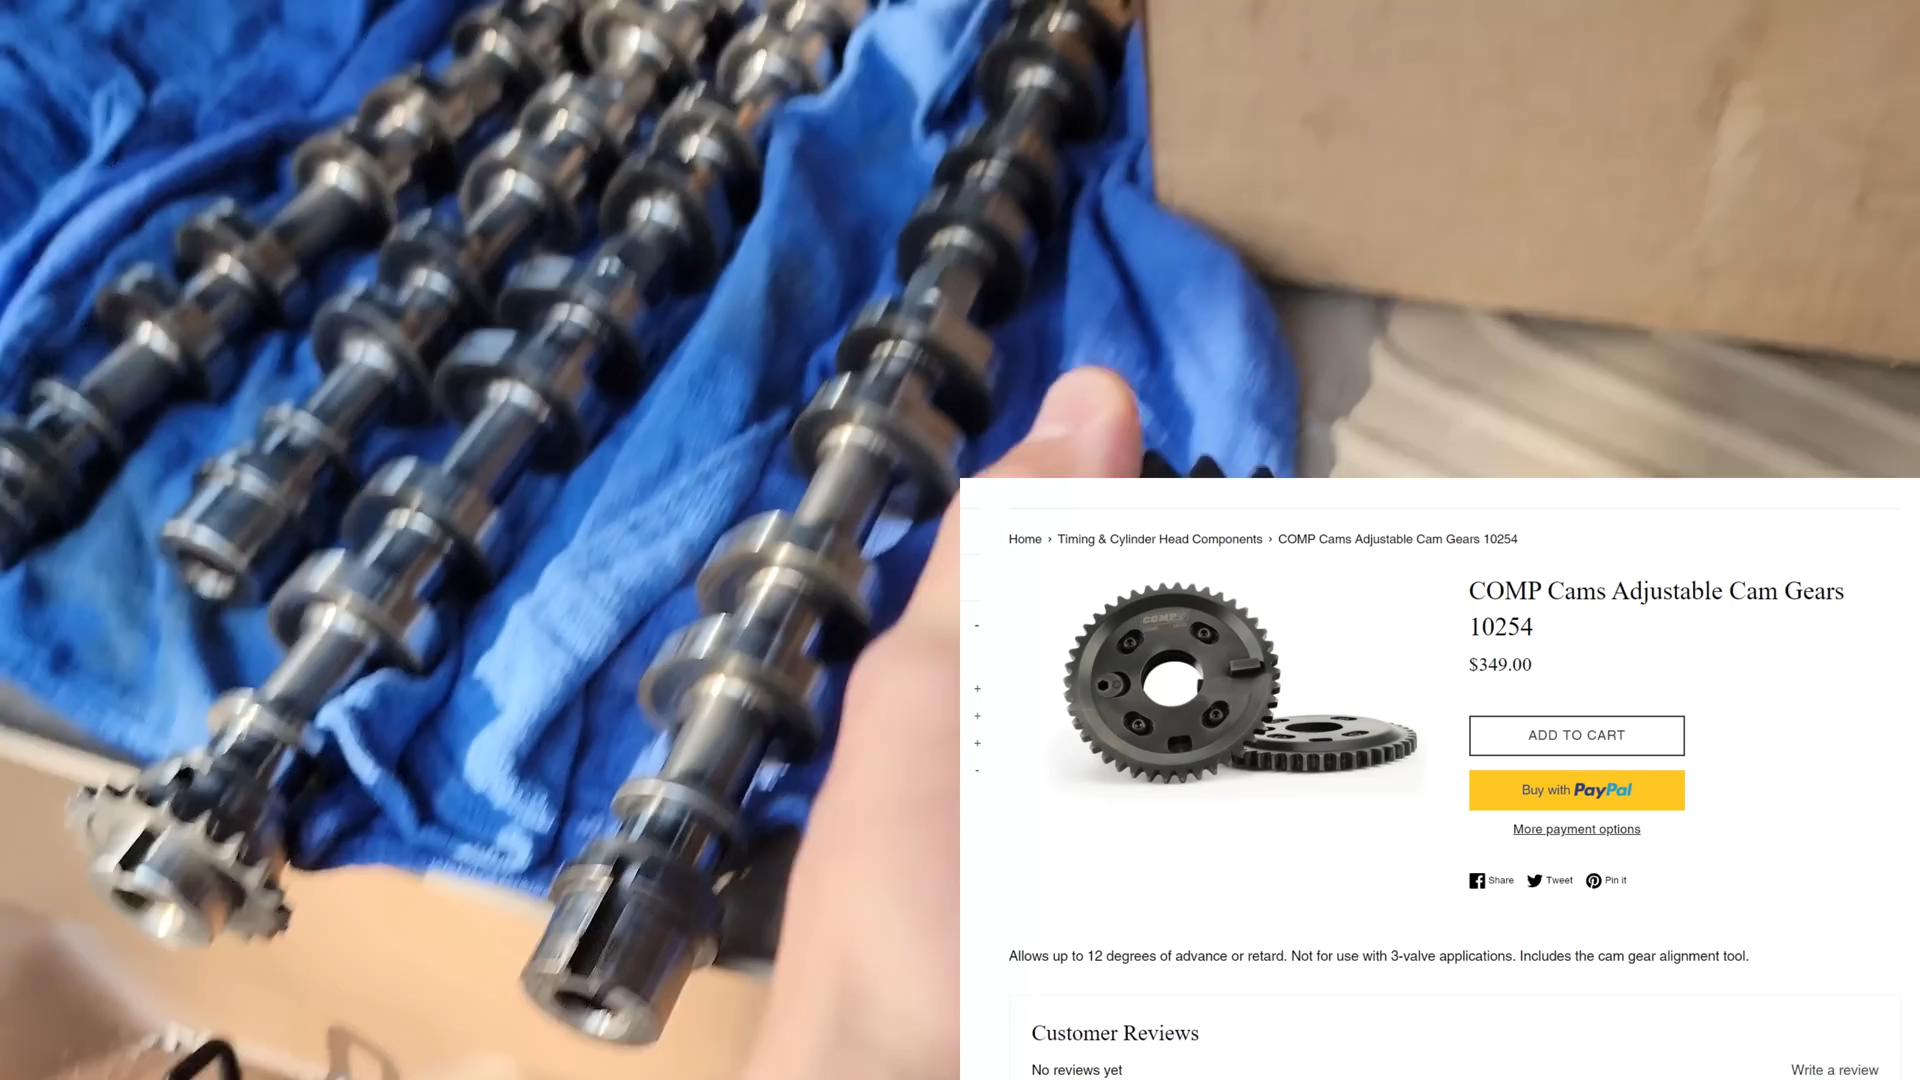 Home › Timing & Cylinder Head Components › COMP Cams Adjustable Cam Gears 10254
COMP
COMP Cams Adjustable Cam Gears
10254
$349.00
ADD TO CART
Buy with PayPal
More payment options
Share Tweet Pin it
Allows up to 12 degrees of advance or retard. Not for use with 3-valve applications. Includes the cam gear alignment tool.
Customer Reviews
No reviews yet
Write a review